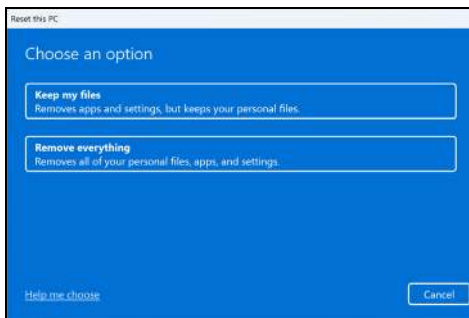 Reset this PC
Choose an option
Keep my files
Removes apps and settings, but keeps your personal files.
Remove everything
Removes all of your personal files, apps, and settings.
Help me choose
Cancel